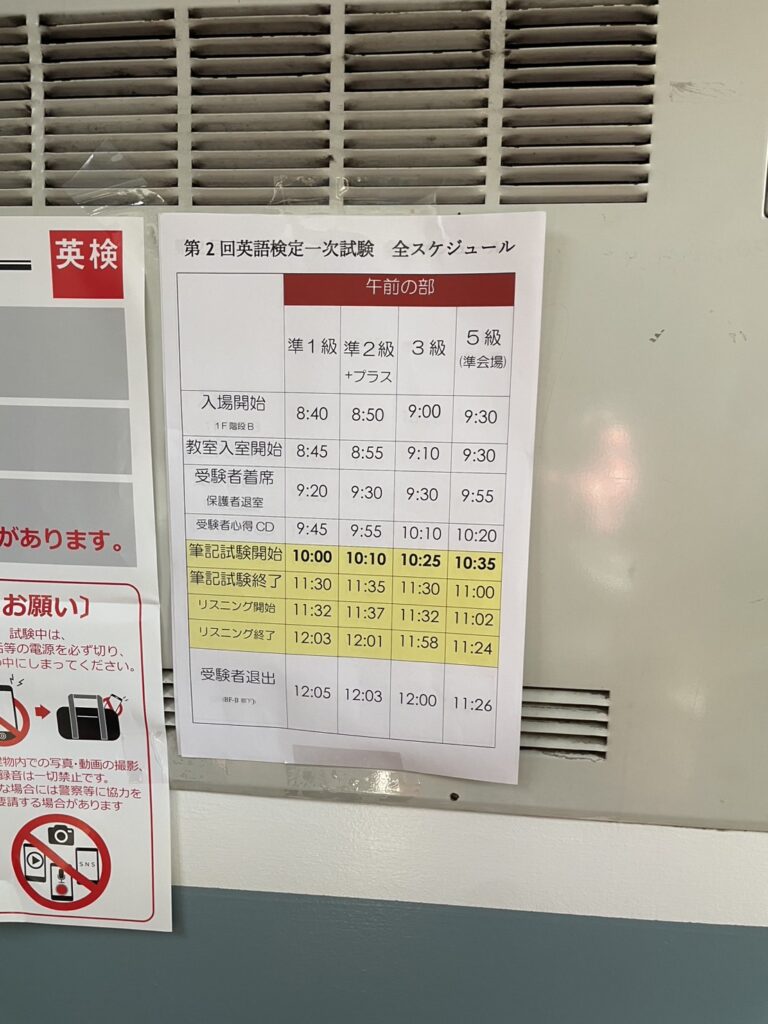 英検
があります。
お願い〕
試験中は、
話等の電源を必ず切り、
の中にしまってください。
建物内での写真・動画の撮影、
録音は一切禁止です。
な場合には警察等に協力を
要請する場合があります
SNS
第2回英語検定一次試験 全スケジュール
午前の部
準1級 準2級+プラス 3級 5級(準会場)
入場開始 1F階段B 8:40 8:50 9:00 9:30
教室入室開始 8:45 8:55 9:10 9:30
受験者着席 保護者退室 9:20 9:30 9:30 9:55
受験者心得CD 9:45 9:55 10:10 10:20
筆記試験開始 10:00 10:10 10:25 10:35
筆記試験終了 11:30 11:35 11:30 11:00
リスニング開始 11:32 11:37 11:32 11:02
リスニング終了 12:03 12:01 11:58 11:24
受験者退出 12:05 12:03 12:00 11:26